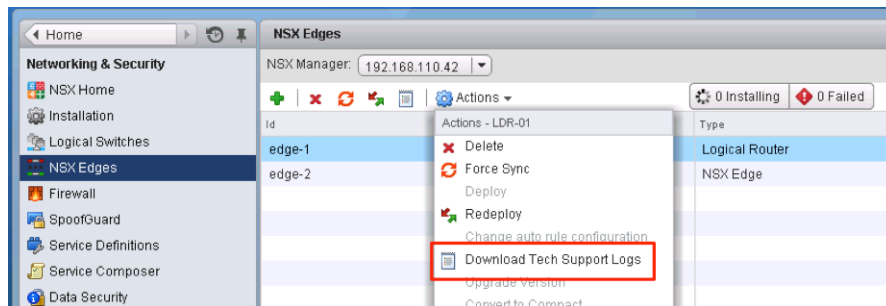 Home
NSX Edges
Networking & Security
NSX Manager: 192.168.110.42
NSX Home
Actions
0 Installing
0 Failed
Installation
Id
Actions - LDR-01
Type
Logical Switches
edge-1
Delete
Logical Router
NSX Edges
edge-2
Force Sync
NSX Edge
Firewall
Deploy
SpoofGuard
Redeploy
Change auto rule configuration
Service Definitions
Download Tech Support Logs
Service Composer
Upgrade Version
Data Security
Convert to Compact